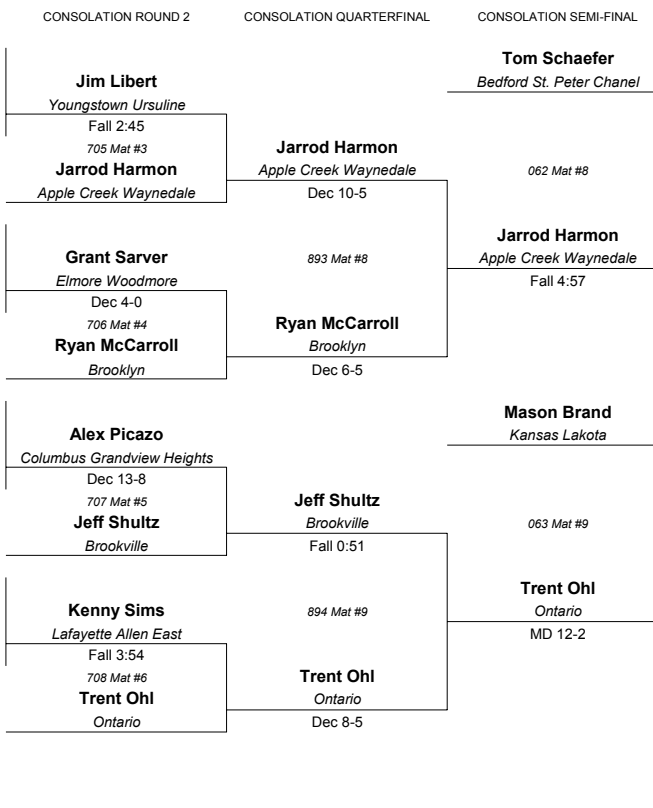 CONSOLATION ROUND 2
CONSOLATION QUARTERFINAL
CONSOLATION SEMI-FINAL
Jim Libert
Youngstown Ursuline
Fall 2:45
705 Mat #3
Jarrod Harmon
Apple Creek Waynedale
Grant Sarver
Elmore Woodmore
Dec 4-0
706 Mat #4
Ryan McCarroll
Brooklyn
Alex Picazo
Columbus Grandview Heights
Dec 13-8
707 Mat #5
Jeff Shultz
Brookville
Kenny Sims
Lafayette Allen East
Fall 3:54
708 Mat #6
Trent Ohl
Ontario
Jarrod Harmon
Apple Creek Waynedale
Dec 10-5
893 Mat #8
Ryan McCarroll
Brooklyn
Dec 6-5
Jeff Shultz
Brookville
Fall 0:51
894 Mat #9
Trent Ohl
Ontario
Dec 8-5
Tom Schaefer
Bedford St. Peter Chanel
062 Mat #8
Jarrod Harmon
Apple Creek Waynedale
Fall 4:57
Mason Brand
Kansas Lakota
063 Mat #9
Trent Ohl
Ontario
MD 12-2